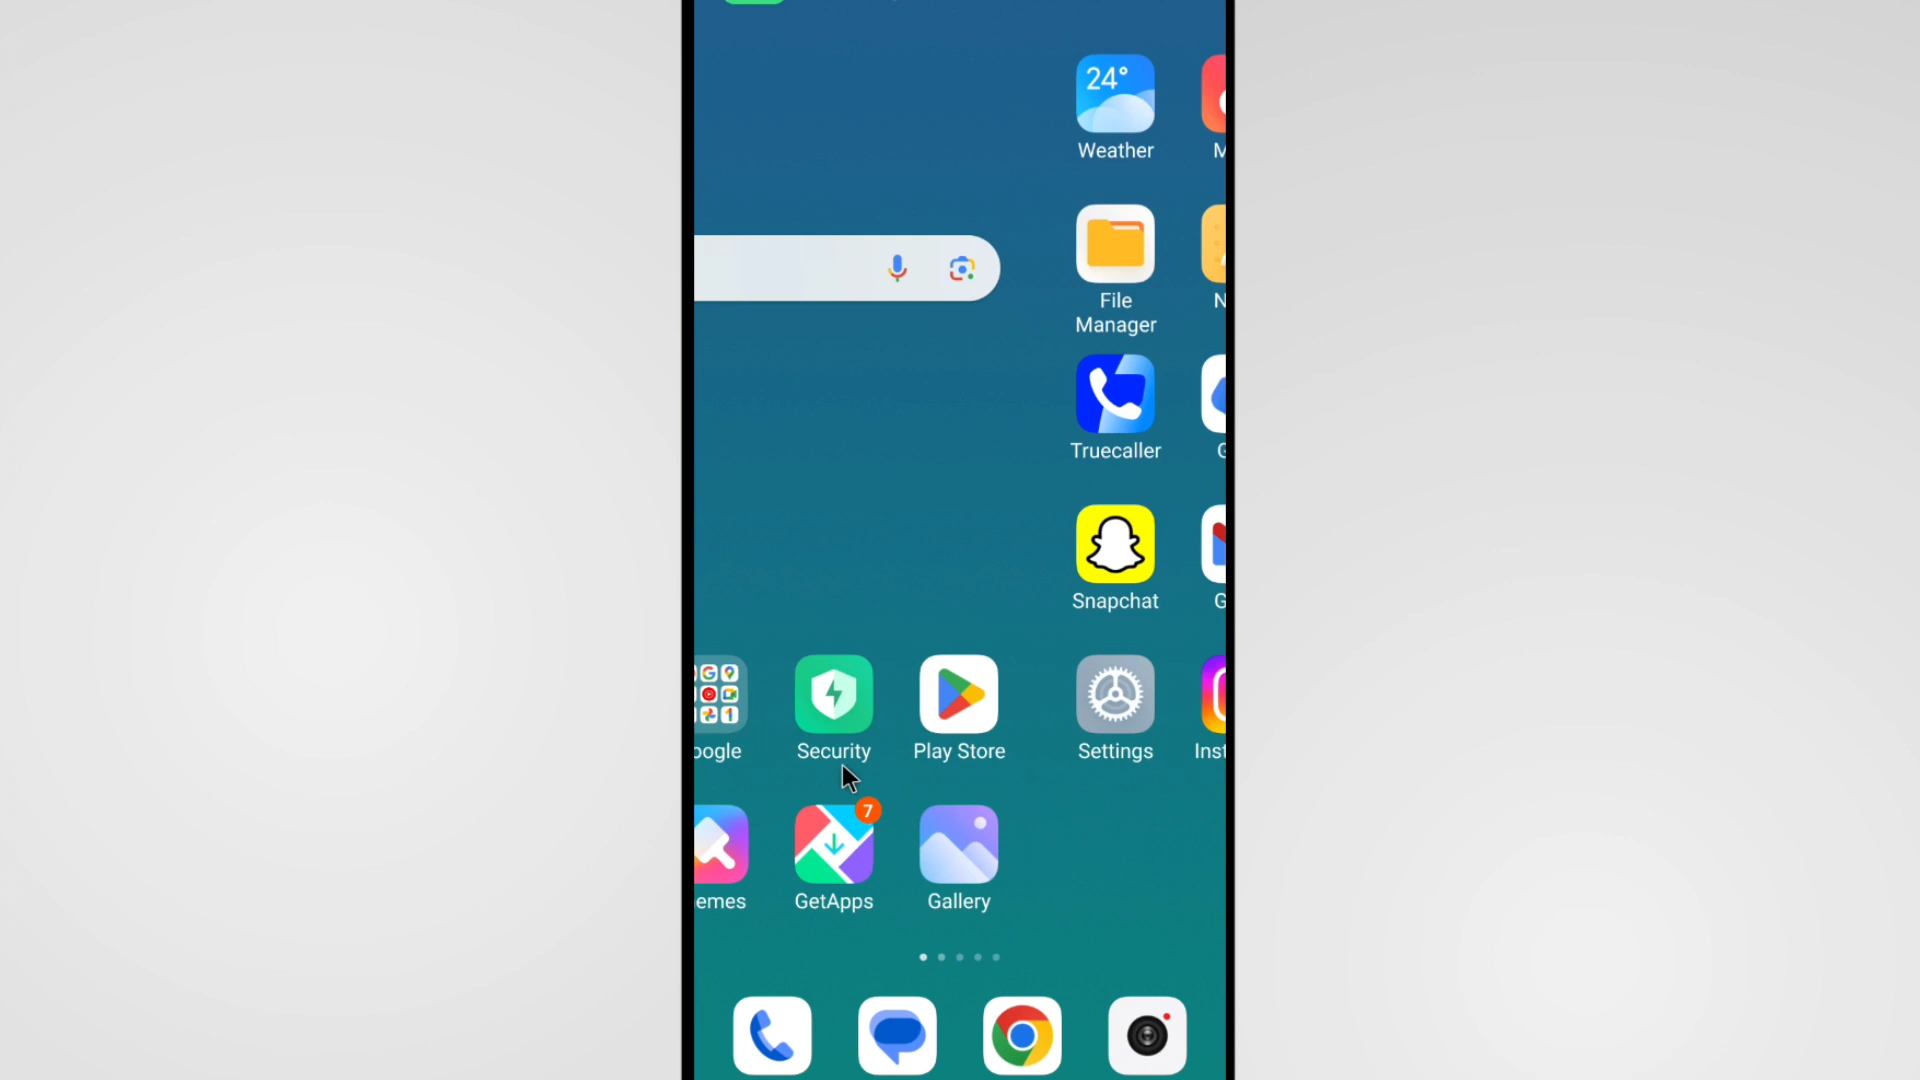 24°
Weather
M
File
Manager
N
Truecaller
G
Snapchat
G
oogle
Security
Play Store
Settings
Inst
7
emes
GetApps
Gallery